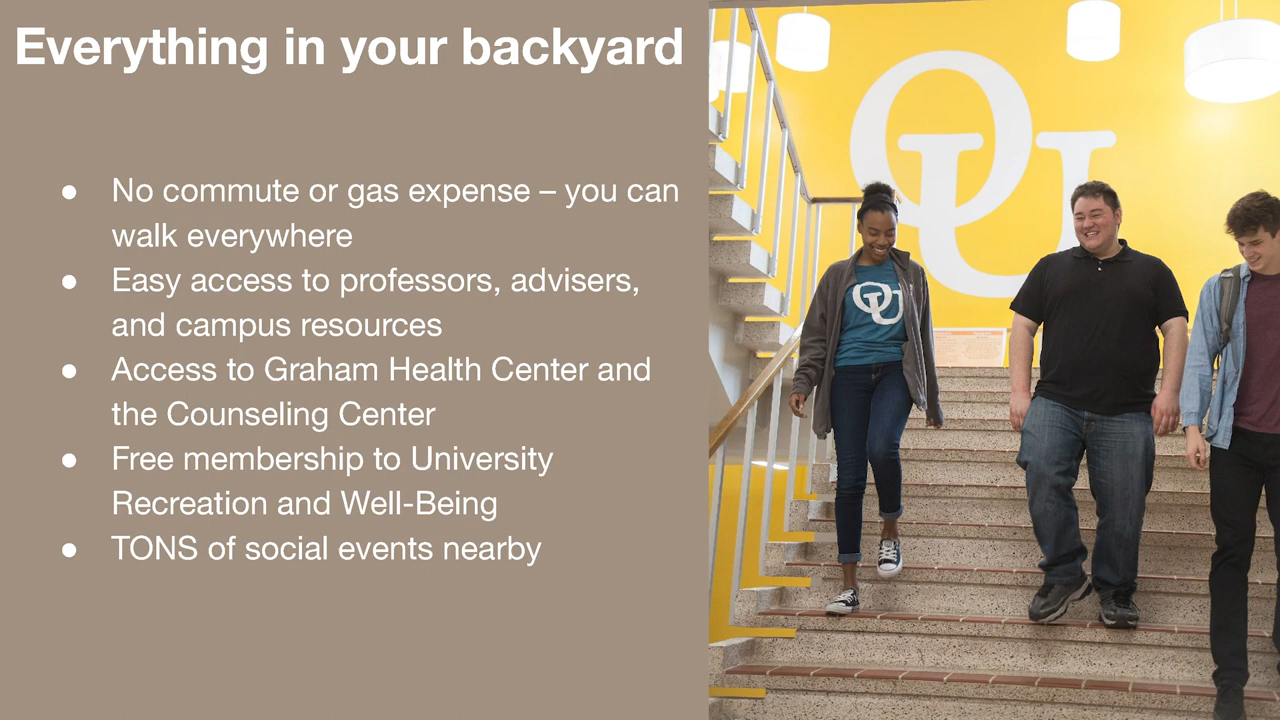 Everything in your backyard
● No commute or gas expense – you can
walk everywhere
● Easy access to professors, advisers,
and campus resources
● Access to Graham Health Center and
the Counseling Center
● Free membership to University
Recreation and Well-Being
● TONS of social events nearby
OU
OU